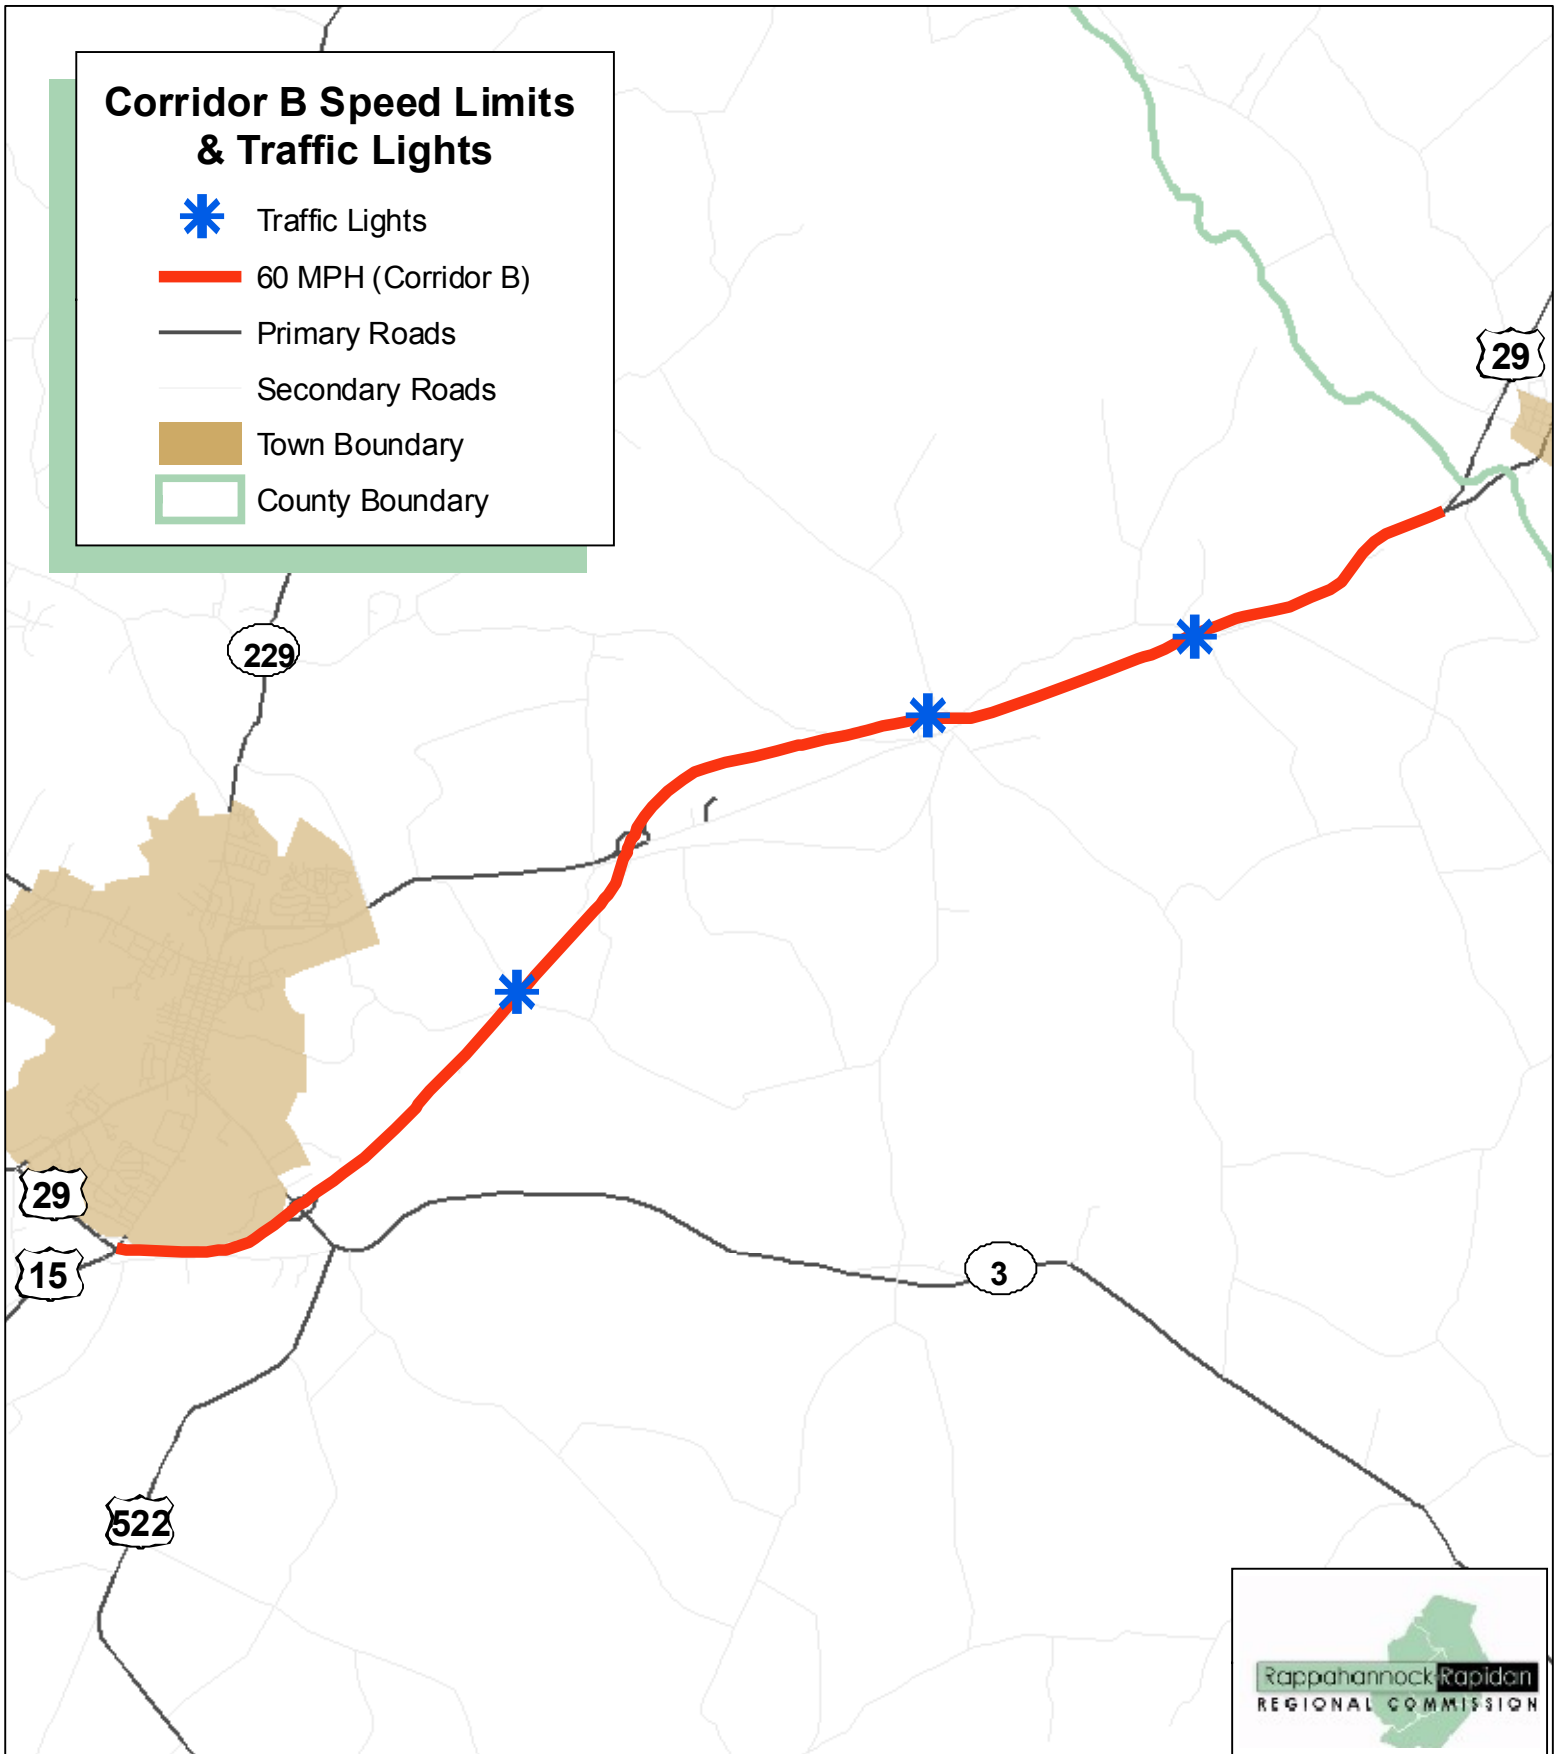 Corridor B Speed Limits
& Traffic Lights
Traffic Lights
60 MPH (Corridor B)
Primary Roads
Secondary Roads
Town Boundary
County Boundary
29
229
29
15
3
522
Rappahannock Rapidan
REGIONAL COMMISSION